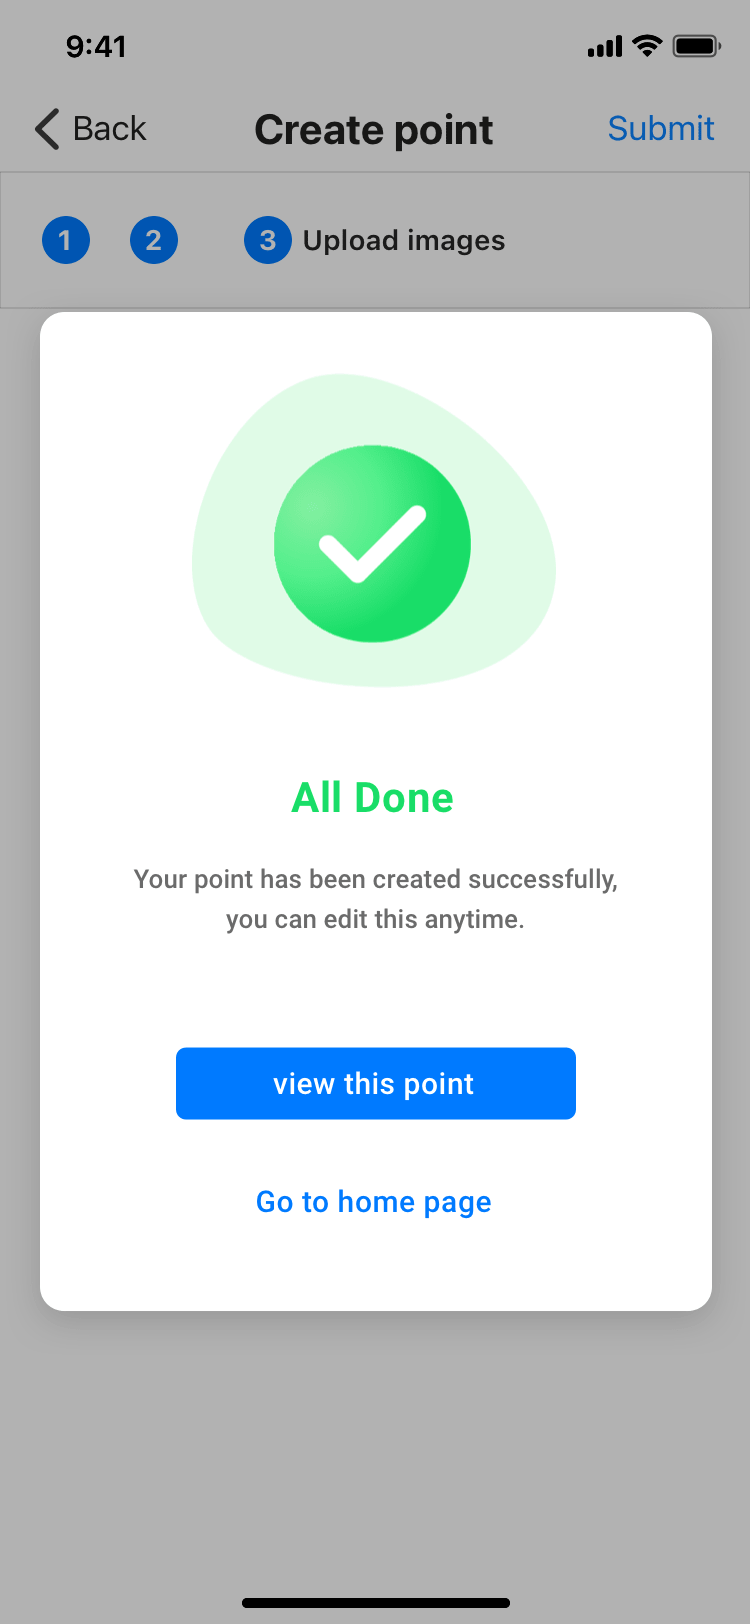 9:41
Back
Create point
Submit
1
2
3 Upload images
All Done
Your point has been created successfully,
you can edit this anytime.
view this point
Go to home page